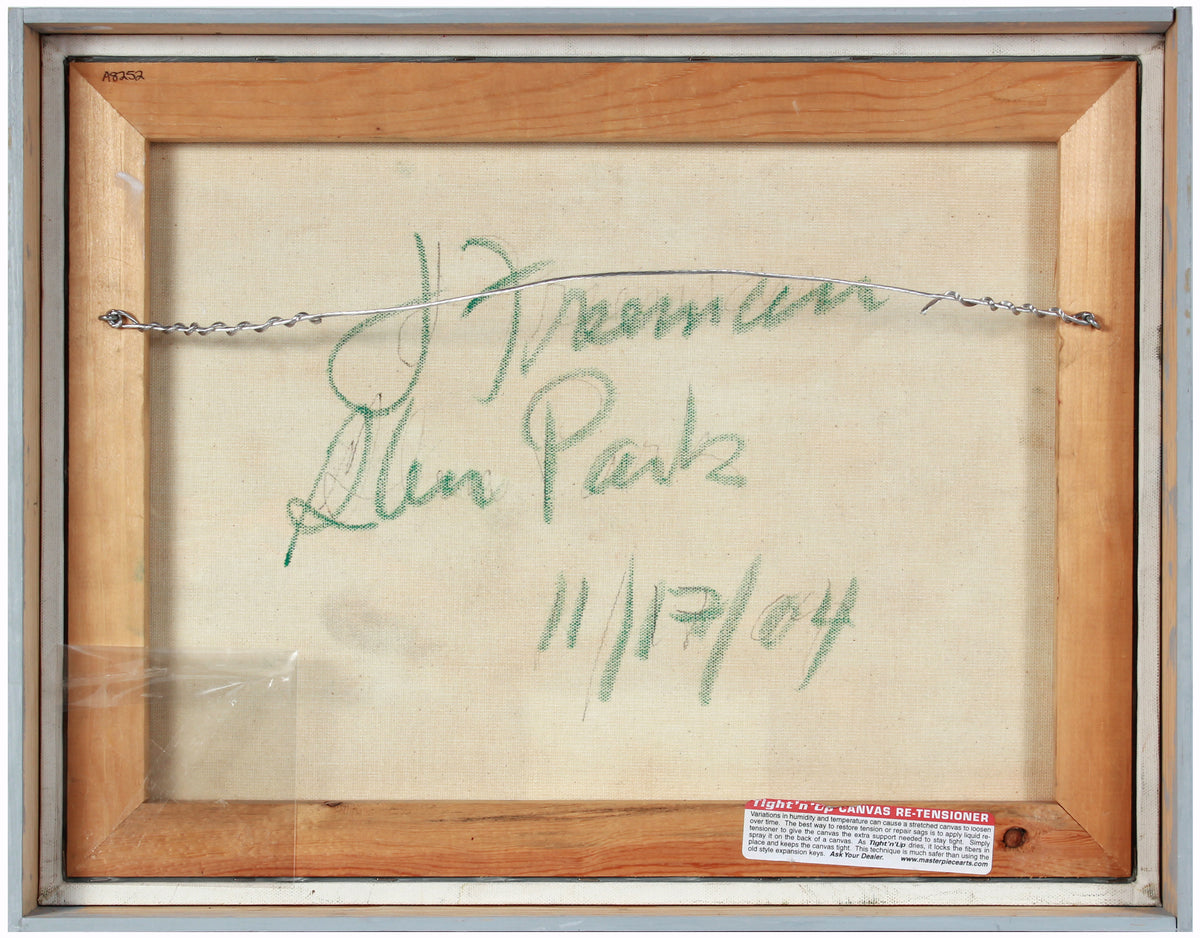 A8252
J Freeman
Glen Park
11/17/04
Tight'n'Up CANVAS RE-TENSIONER
Variations in humidity and temperature can cause a stretched canvas to loosen
over time. The best way to restore tension or repair sags is to apply liquid re-
tensioner to give the canvas the extra support needed to stay tight. Simply
spray it on the back of a canvas. As Tight'n'Up dries, it locks the fibers in
place and keeps the canvas tight. This technique is much safer than using the
old style expansion keys. Ask Your Dealer. www.masterpiecearts.com